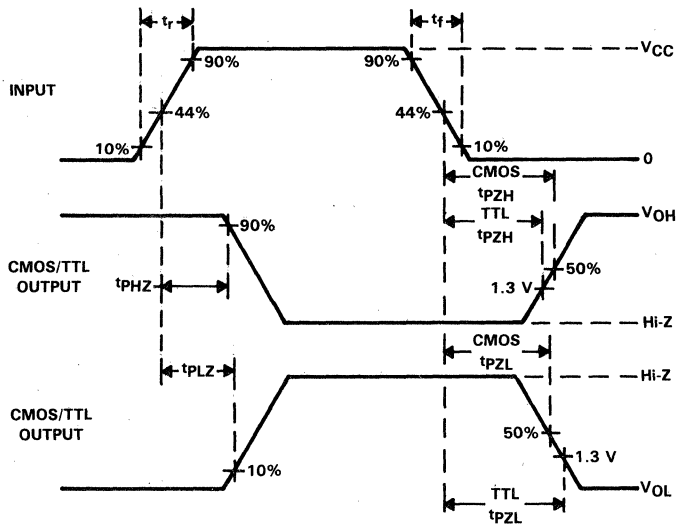 tr
tf
VCC
90%
90%
INPUT
44%
44%
10%
10%
0
CMOS
tPZH
TTL
tPZH
VOH
90%
CMOS/TTL
OUTPUT
tPHZ
50%
1.3 V
Hi-Z
CMOS
tPZL
tPLZ
Hi-Z
CMOS/TTL
OUTPUT
50%
1.3 V
10%
TTL
tPZL
VOL